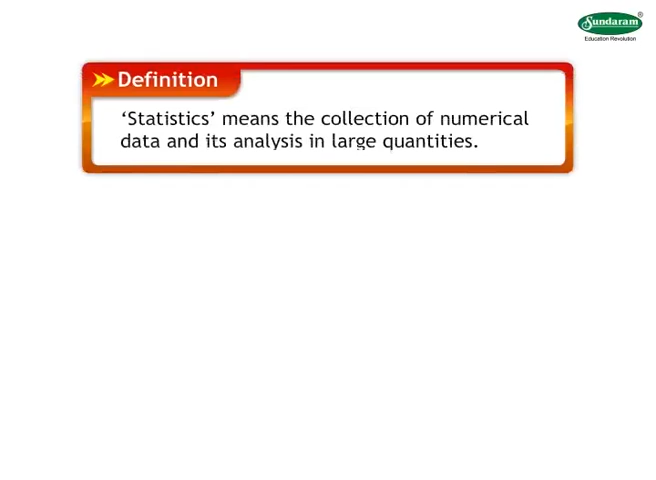 Sundaram®
Education Revolution
Definition
‘Statistics’ means the collection of numerical
data and its analysis in large quantities.